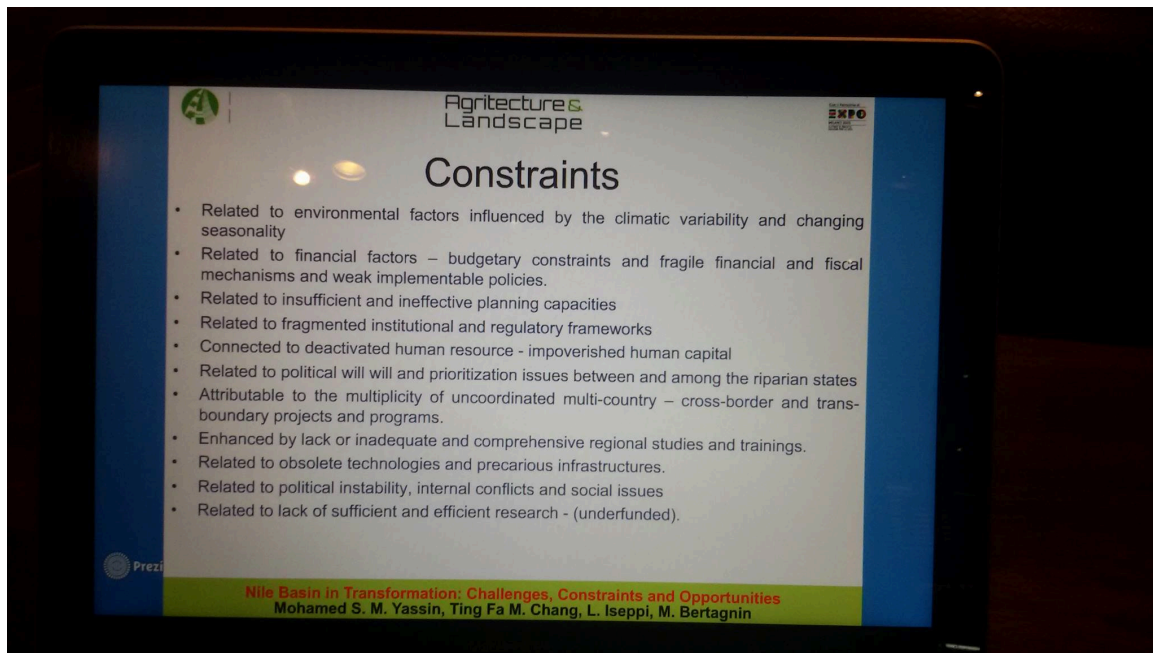 Agritecture &
Landscape
EXPO
Constraints
• Related to environmental factors influenced by the climatic variability and changing
seasonality
• Related to financial factors – budgetary constraints and fragile financial and fiscal
mechanisms and weak implementable policies.
• Related to insufficient and ineffective planning capacities
• Related to fragmented institutional and regulatory frameworks
• Connected to deactivated human resource - impoverished human capital
• Related to political will will and prioritization issues between and among the riparian states
• Attributable to the multiplicity of uncoordinated multi-country – cross-border and trans-
boundary projects and programs.
• Enhanced by lack or inadequate and comprehensive regional studies and trainings.
• Related to obsolete technologies and precarious infrastructures.
• Related to political instability, internal conflicts and social issues
• Related to lack of sufficient and efficient research - (underfunded).
Prezi
Nile Basin in Transformation: Challenges, Constraints and Opportunities
Mohamed S. M. Yassin, Ting Fa M. Chang, L. Iseppi, M. Bertagnin